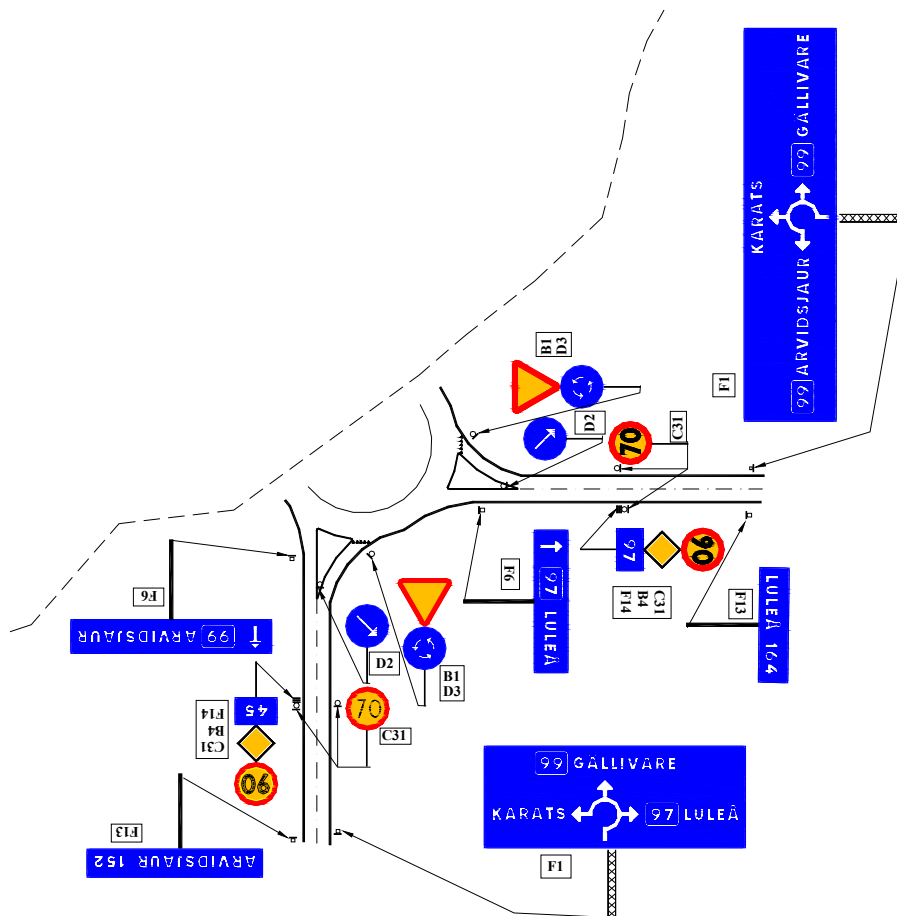 KARATS
99 GÄLLIVARE
99 ARVIDSJAUR
F1
B1
D3
D2
70
C31
97
90
C31
B4
F14
F6
97 LULEÅ
F13
LULEÅ 164
F6
99 ARVIDSJAUR
D2
B1
D3
70
C31
45
90
C31
B4
F14
F13
ARVIDSJAUR 152
99 GÄLLIVARE
KARATS
97 LULEÅ
F1